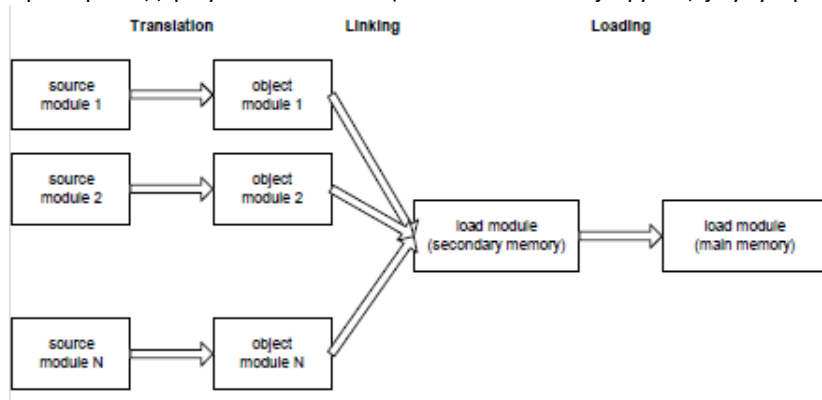 Translation Linking Loading
source
module 1
object
module 1
source
module 2
object
module 2
load module
(secondary memory)
load module
(main memory)
source
module N
object
module N